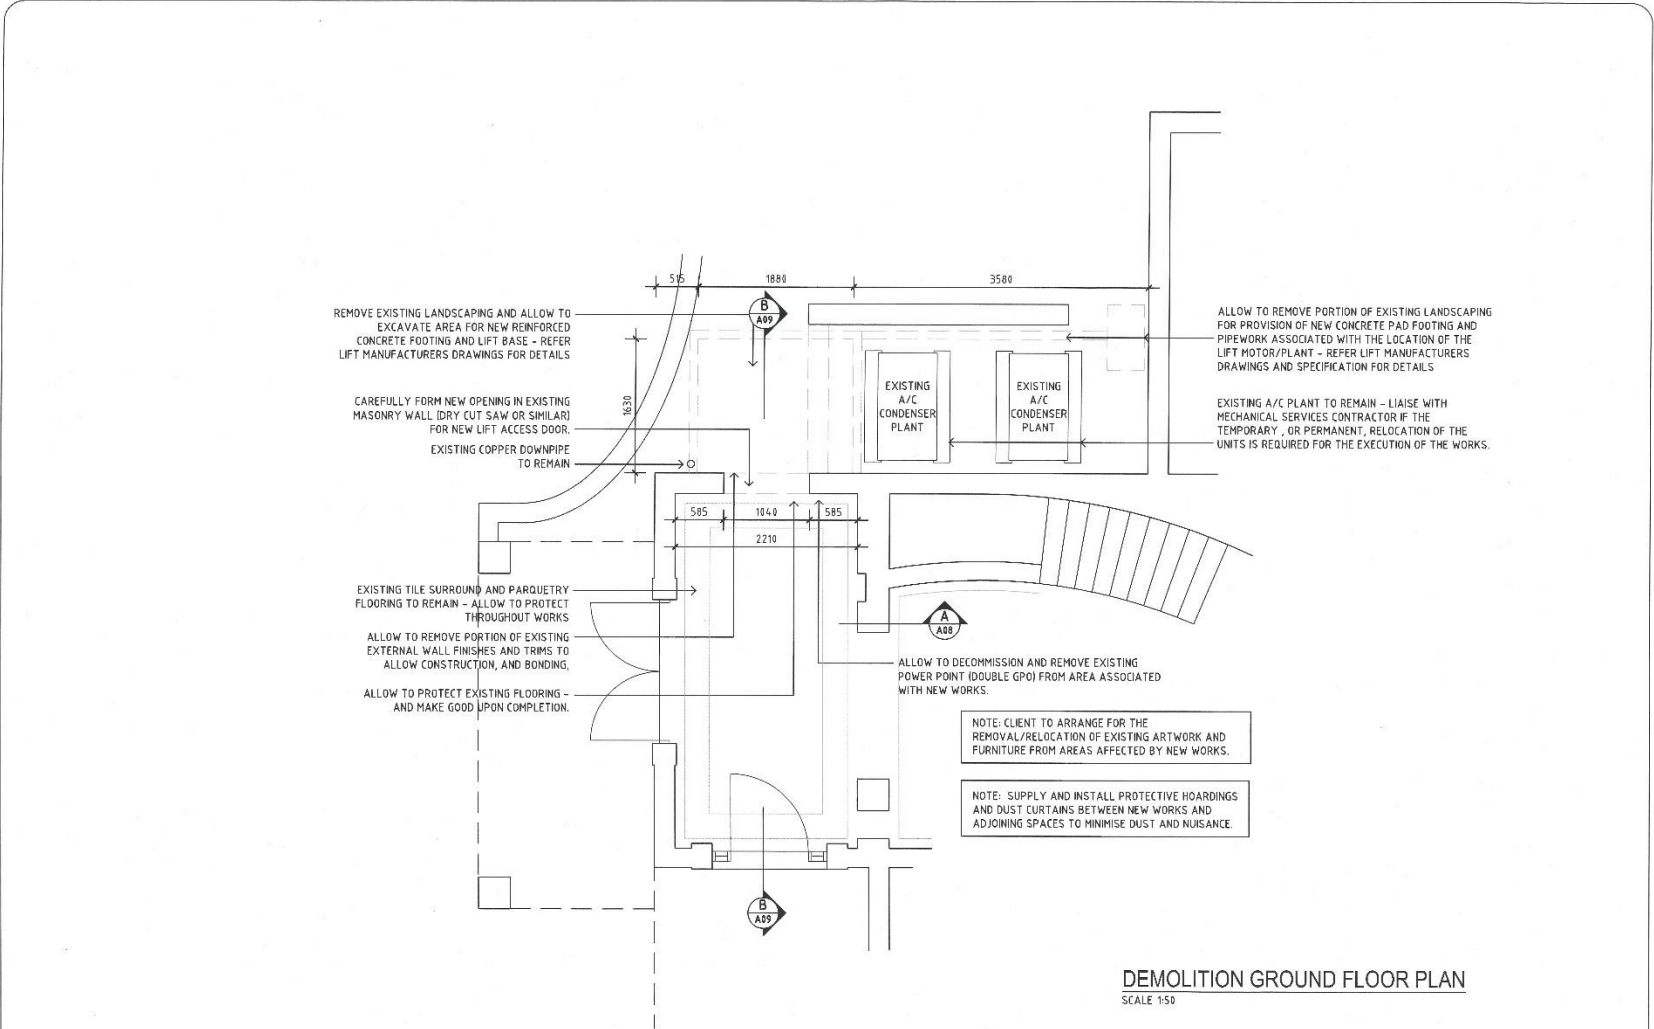 515
1880
3580
B
A09
REMOVE EXISTING LANDSCAPING AND ALLOW TO
EXCAVATE AREA FOR NEW REINFORCED
CONCRETE FOOTING AND LIFT BASE - REFER
LIFT MANUFACTURERS DRAWINGS FOR DETAILS
ALLOW TO REMOVE PORTION OF EXISTING LANDSCAPING
FOR PROVISION OF NEW CONCRETE PAD FOOTING AND
PIPEWORK ASSOCIATED WITH THE LOCATION OF THE
LIFT MOTOR/PLANT - REFER LIFT MANUFACTURERS
DRAWINGS AND SPECIFICATION FOR DETAILS
CAREFULLY FORM NEW OPENING IN EXISTING
MASONRY WALL (DRY CUT SAW OR SIMILAR)
FOR NEW LIFT ACCESS DOOR.
1630
EXISTING
A/C
CONDENSER
PLANT
EXISTING
A/C
CONDENSER
PLANT
EXISTING A/C PLANT TO REMAIN - LIAISE WITH
MECHANICAL SERVICES CONTRACTOR IF THE
TEMPORARY , OR PERMANENT, RELOCATION OF THE
UNITS IS REQUIRED FOR THE EXECUTION OF THE WORKS.
EXISTING COPPER DOWNPIPE
TO REMAIN
585
1040
585
2210
EXISTING TILE SURROUND AND PARQUETRY
FLOORING TO REMAIN - ALLOW TO PROTECT
THROUGHOUT WORKS
A
A08
ALLOW TO REMOVE PORTION OF EXISTING
EXTERNAL WALL FINISHES AND TRIMS TO
ALLOW CONSTRUCTION, AND BONDING,
ALLOW TO DECOMMISSION AND REMOVE EXISTING
POWER POINT (DOUBLE GPO) FROM AREA ASSOCIATED
WITH NEW WORKS.
ALLOW TO PROTECT EXISTING FLOORING -
AND MAKE GOOD UPON COMPLETION.
NOTE: CLIENT TO ARRANGE FOR THE
REMOVAL/RELOCATION OF EXISTING ARTWORK AND
FURNITURE FROM AREAS AFFECTED BY NEW WORKS.
NOTE: SUPPLY AND INSTALL PROTECTIVE HOARDINGS
AND DUST CURTAINS BETWEEN NEW WORKS AND
ADJOINING SPACES TO MINIMISE DUST AND NUISANCE.
B
A09
DEMOLITION GROUND FLOOR PLAN
SCALE 1:50